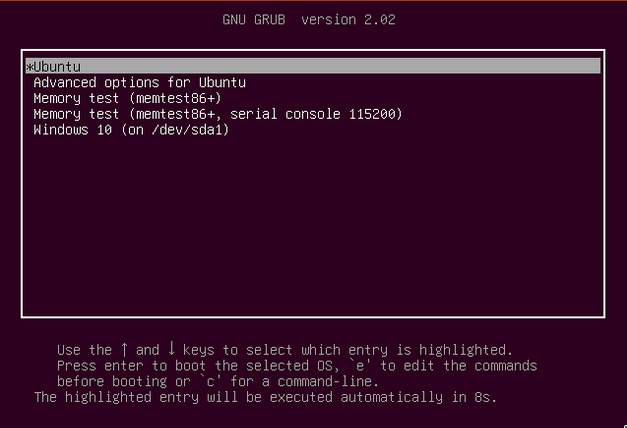 GNU GRUB  version 2.02
*Ubuntu
Advanced options for Ubuntu
Memory test (memtest86+)
Memory test (memtest86+, serial console 115200)
Windows 10 (on /dev/sda1)
Use the ↑ and ↓ keys to select which entry is highlighted.
Press enter to boot the selected OS, `e' to edit the commands
before booting or `c' for a command-line.
The highlighted entry will be executed automatically in 8s.